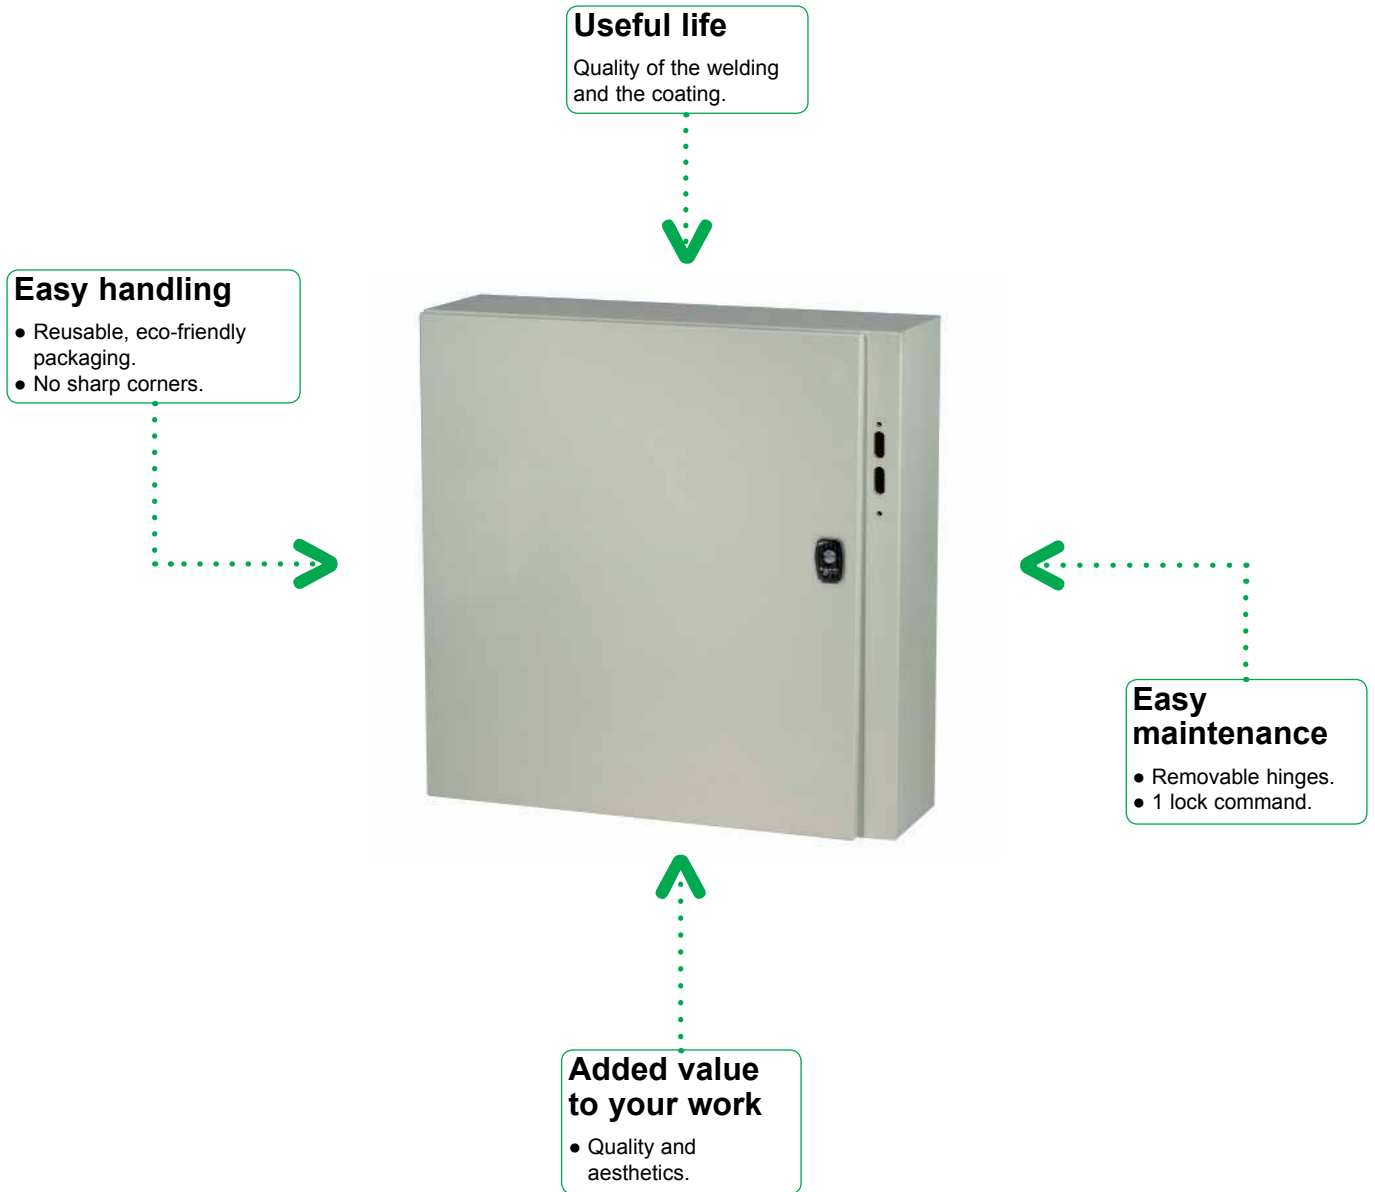 Useful life
Quality of the welding
and the coating.
Easy handling
● Reusable, eco-friendly
packaging.
● No sharp corners.
Easy
maintenance
● Removable hinges.
● 1 lock command.
Added value
to your work
● Quality and
aesthetics.